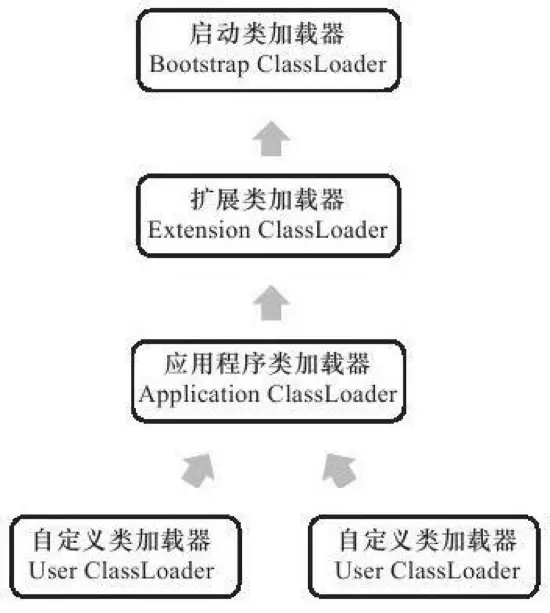 启动类加载器
Bootstrap ClassLoader
扩展类加载器
Extension ClassLoader
应用程序类加载器
Application ClassLoader
自定义类加载器
User ClassLoader
自定义类加载器
User ClassLoader